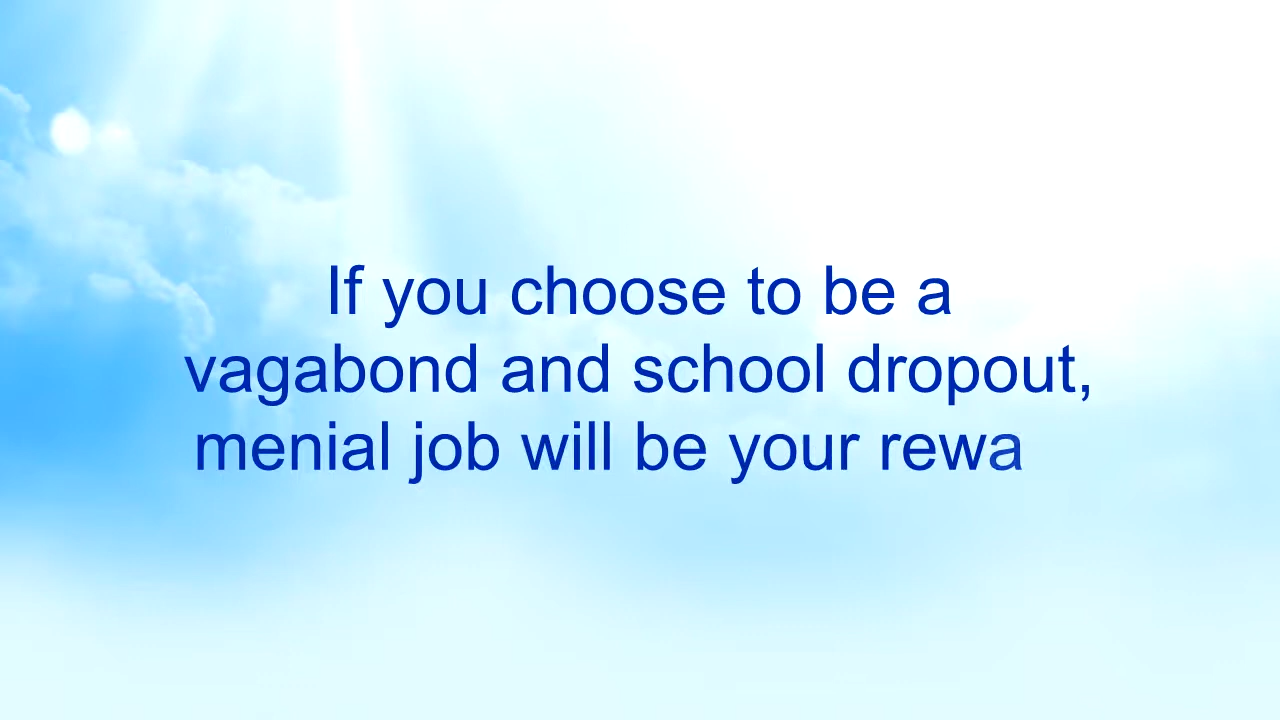 If you choose to be a
vagabond and school dropout,
menial job will be your rewa